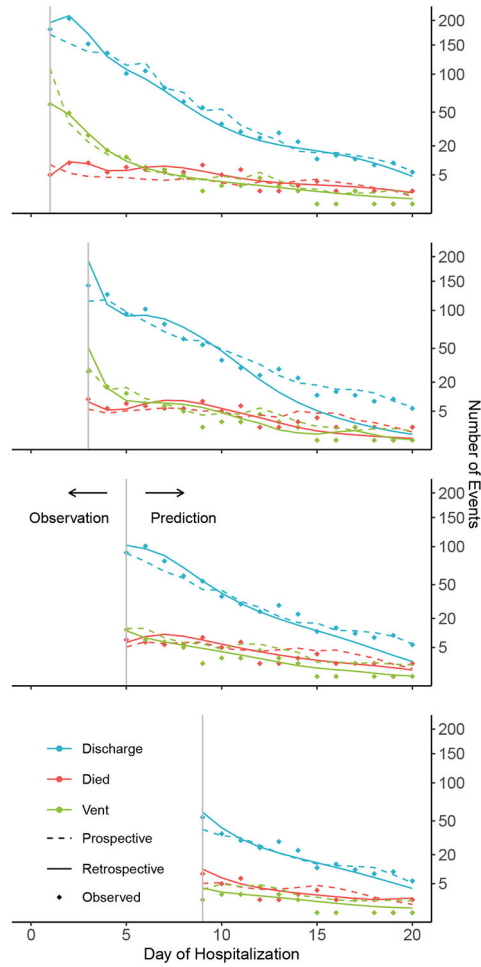 200
150
100
50
20
5
200
150
100
50
20
5
Number of Events
Observation
Prediction
200
100
50
20
5
Discharge
Died
Vent
Prospective
Retrospective
Observed
200
150
100
50
20
5
0 5 10 15 20
Day of Hospitalization